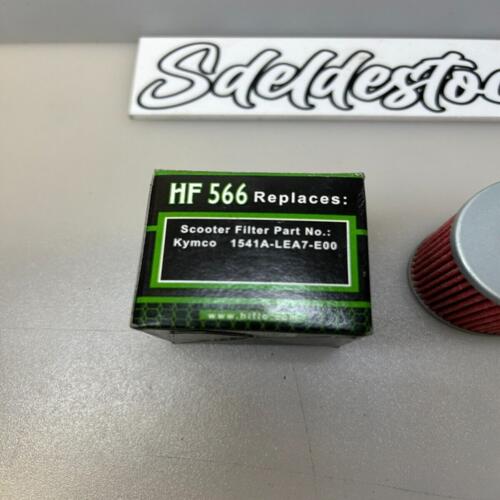 Sdeldestoc
HF 566 Replaces:
Scooter Filter Part No.:
Kymco 1541A-LEA7-E00